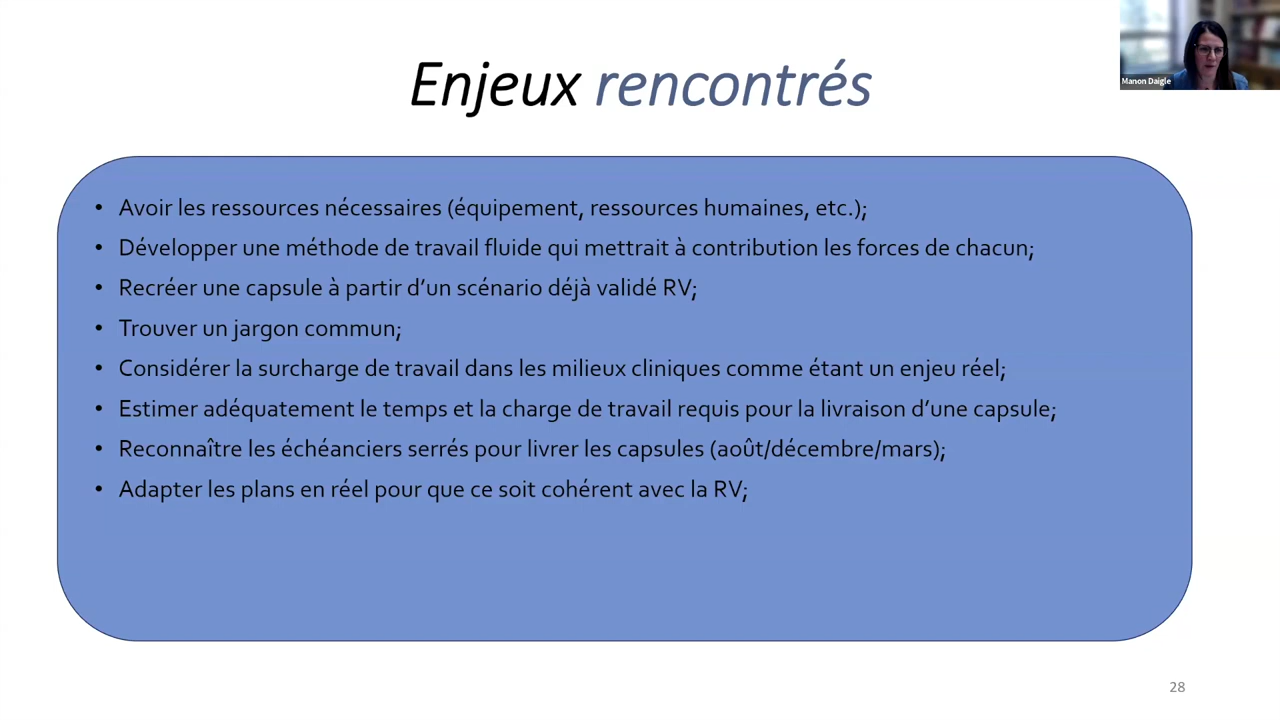 Manon Daigle
Enjeux rencontrés
• Avoir les ressources nécessaires (équipement, ressources humaines, etc.);
• Développer une méthode de travail fluide qui mettrait à contribution les forces de chacun;
• Recréer une capsule à partir d’un scénario déjà validé RV;
• Trouver un jargon commun;
• Considérer la surcharge de travail dans les milieux cliniques comme étant un enjeu réel;
• Estimer adéquatement le temps et la charge de travail requis pour la livraison d’une capsule;
• Reconnaître les échéanciers serrés pour livrer les capsules (août/décembre/mars);
• Adapter les plans en réel pour que ce soit cohérent avec la RV;
28